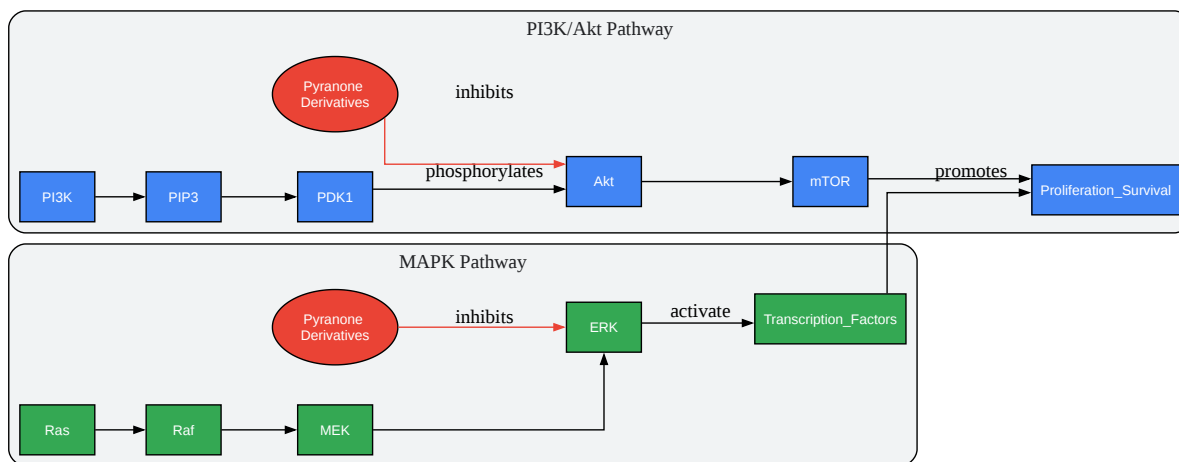 PI3K/Akt Pathway
Pyranone
Derivatives
inhibits
phosphorylates
promotes
PI3K
PIP3
PDK1
Akt
mTOR
Proliferation_Survival
MAPK Pathway
Pyranone
Derivatives
inhibits
ERK
activate
Transcription_Factors
Ras
Raf
MEK